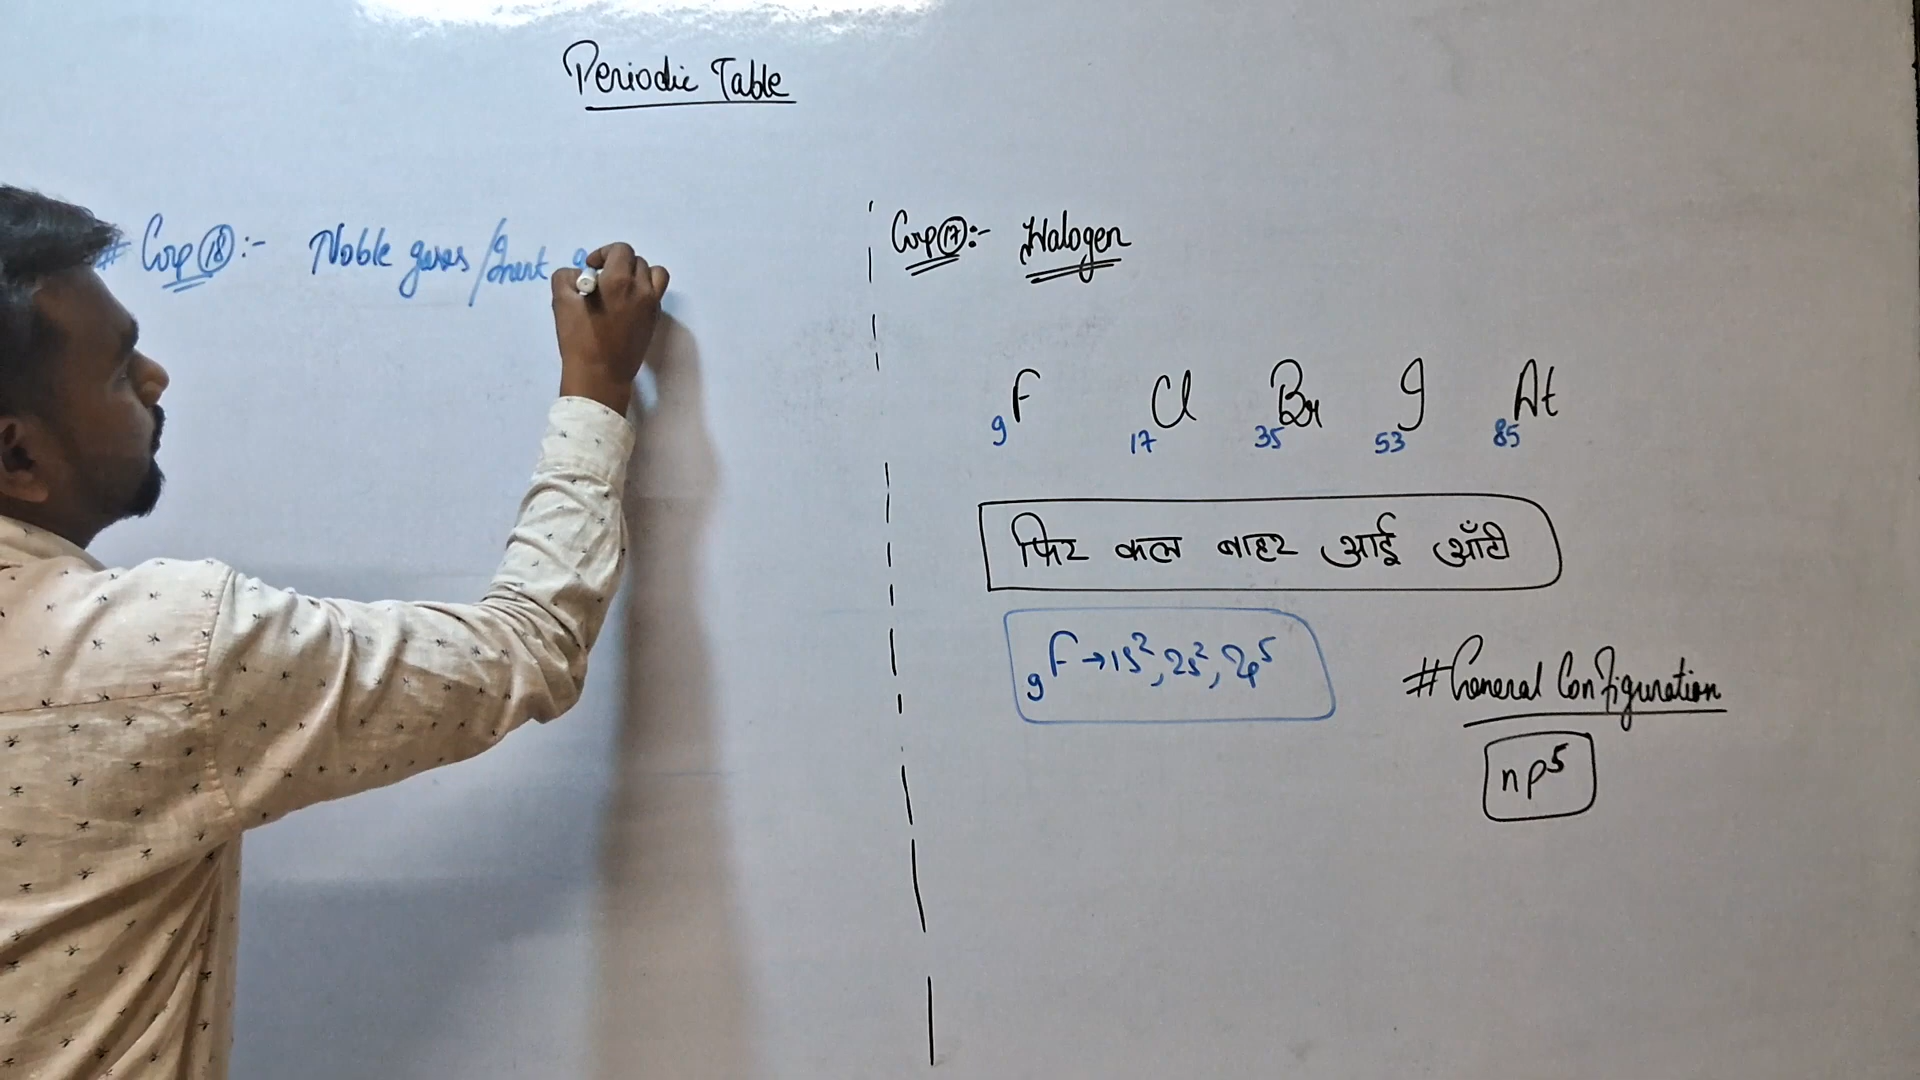 Periodic Table
# Grp (18):- Noble gases / Inert g
Grp (17):- Halogen
₉F ₁₇Cl ₃₅Br ₅₃I ₈₅At
फिर कल बाहर आई आँटी
₉F → 1s², 2s², 2p⁵
# General Configuration
np⁵